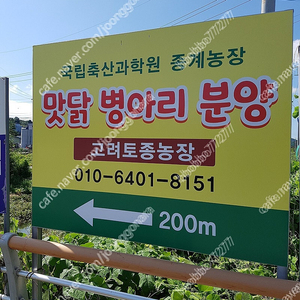 국립축산과학원 종계농장
맛닭 병아리 분양
고려토종농장
010-6401-8151
200m